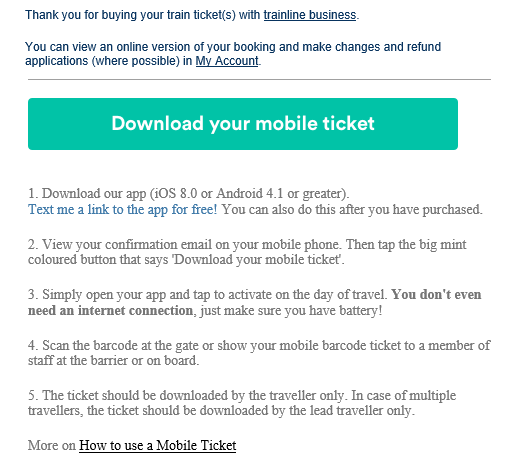 Thank you for buying your train ticket(s) with trainline business.
You can view an online version of your booking and make changes and refund
applications (where possible) in My Account.
Download your mobile ticket
1. Download our app (iOS 8.0 or Android 4.1 or greater).
Text me a link to the app for free! You can also do this after you have purchased.
2. View your confirmation email on your mobile phone. Then tap the big mint
coloured button that says 'Download your mobile ticket'.
3. Simply open your app and tap to activate on the day of travel. You don't even
need an internet connection, just make sure you have battery!
4. Scan the barcode at the gate or show your mobile barcode ticket to a member of
staff at the barrier or on board.
5. The ticket should be downloaded by the traveller only. In case of multiple
travellers, the ticket should be downloaded by the lead traveller only.
More on How to use a Mobile Ticket